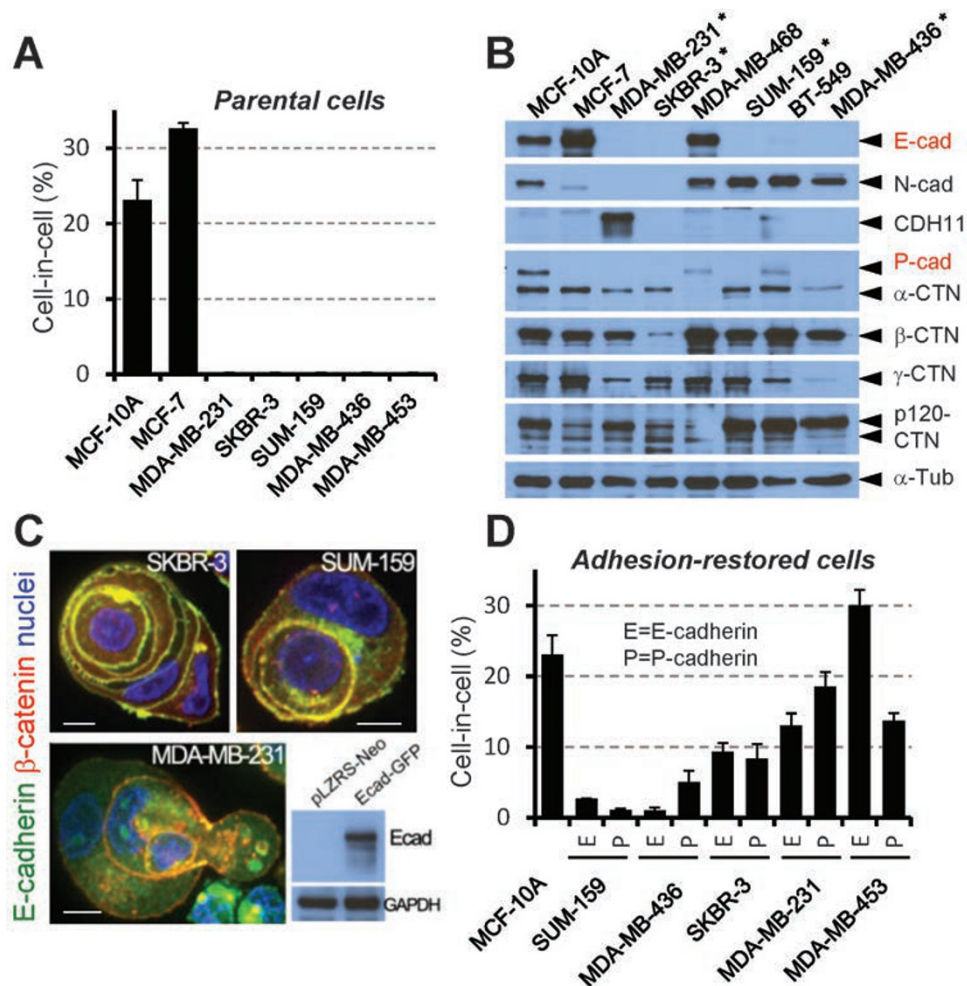 A
Parental cells
Cell-in-cell (%)
30
20
10
0
MCF-10A
MCF-7
MDA-MB-231
SKBR-3
SUM-159
MDA-MB-436
MDA-MB-453
B
MCF-10A
MCF-7
MDA-MB-231*
SKBR-3*
MDA-MB-468
SUM-159*
BT-549
MDA-MB-436*
E-cad
N-cad
CDH11
P-cad
α-CTN
β-CTN
γ-CTN
p120-
CTN
α-Tub
C
E-cadherin β-catenin nuclei
SKBR-3
SUM-159
MDA-MB-231
pLZRS-Neo
Ecad-GFP
Ecad
GAPDH
D
Adhesion-restored cells
Cell-in-cell (%)
30
20
10
0
E=E-cadherin
P=P-cadherin
E P E P E P E P E P
MCF-10A
SUM-159
MDA-MB-436
SKBR-3
MDA-MB-231
MDA-MB-453